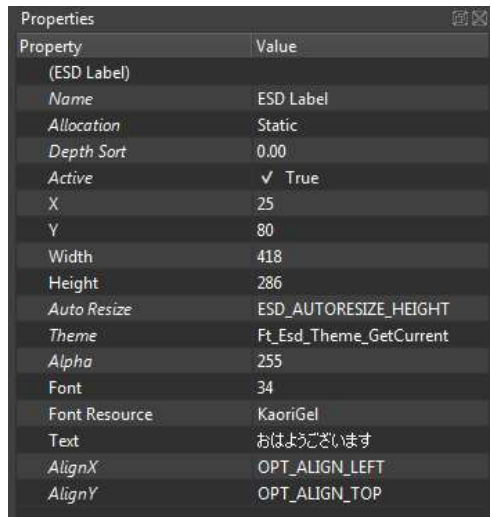 Properties
Property Value
(ESD Label)
Name ESD Label
Allocation Static
Depth Sort 0.00
Active ✓ True
X 25
Y 80
Width 418
Height 286
Auto Resize ESD_AUTORESIZE_HEIGHT
Theme Ft_Esd_Theme_GetCurrent
Alpha 255
Font 34
Font Resource KaoriGel
Text おはようございます
AlignX OPT_ALIGN_LEFT
AlignY OPT_ALIGN_TOP